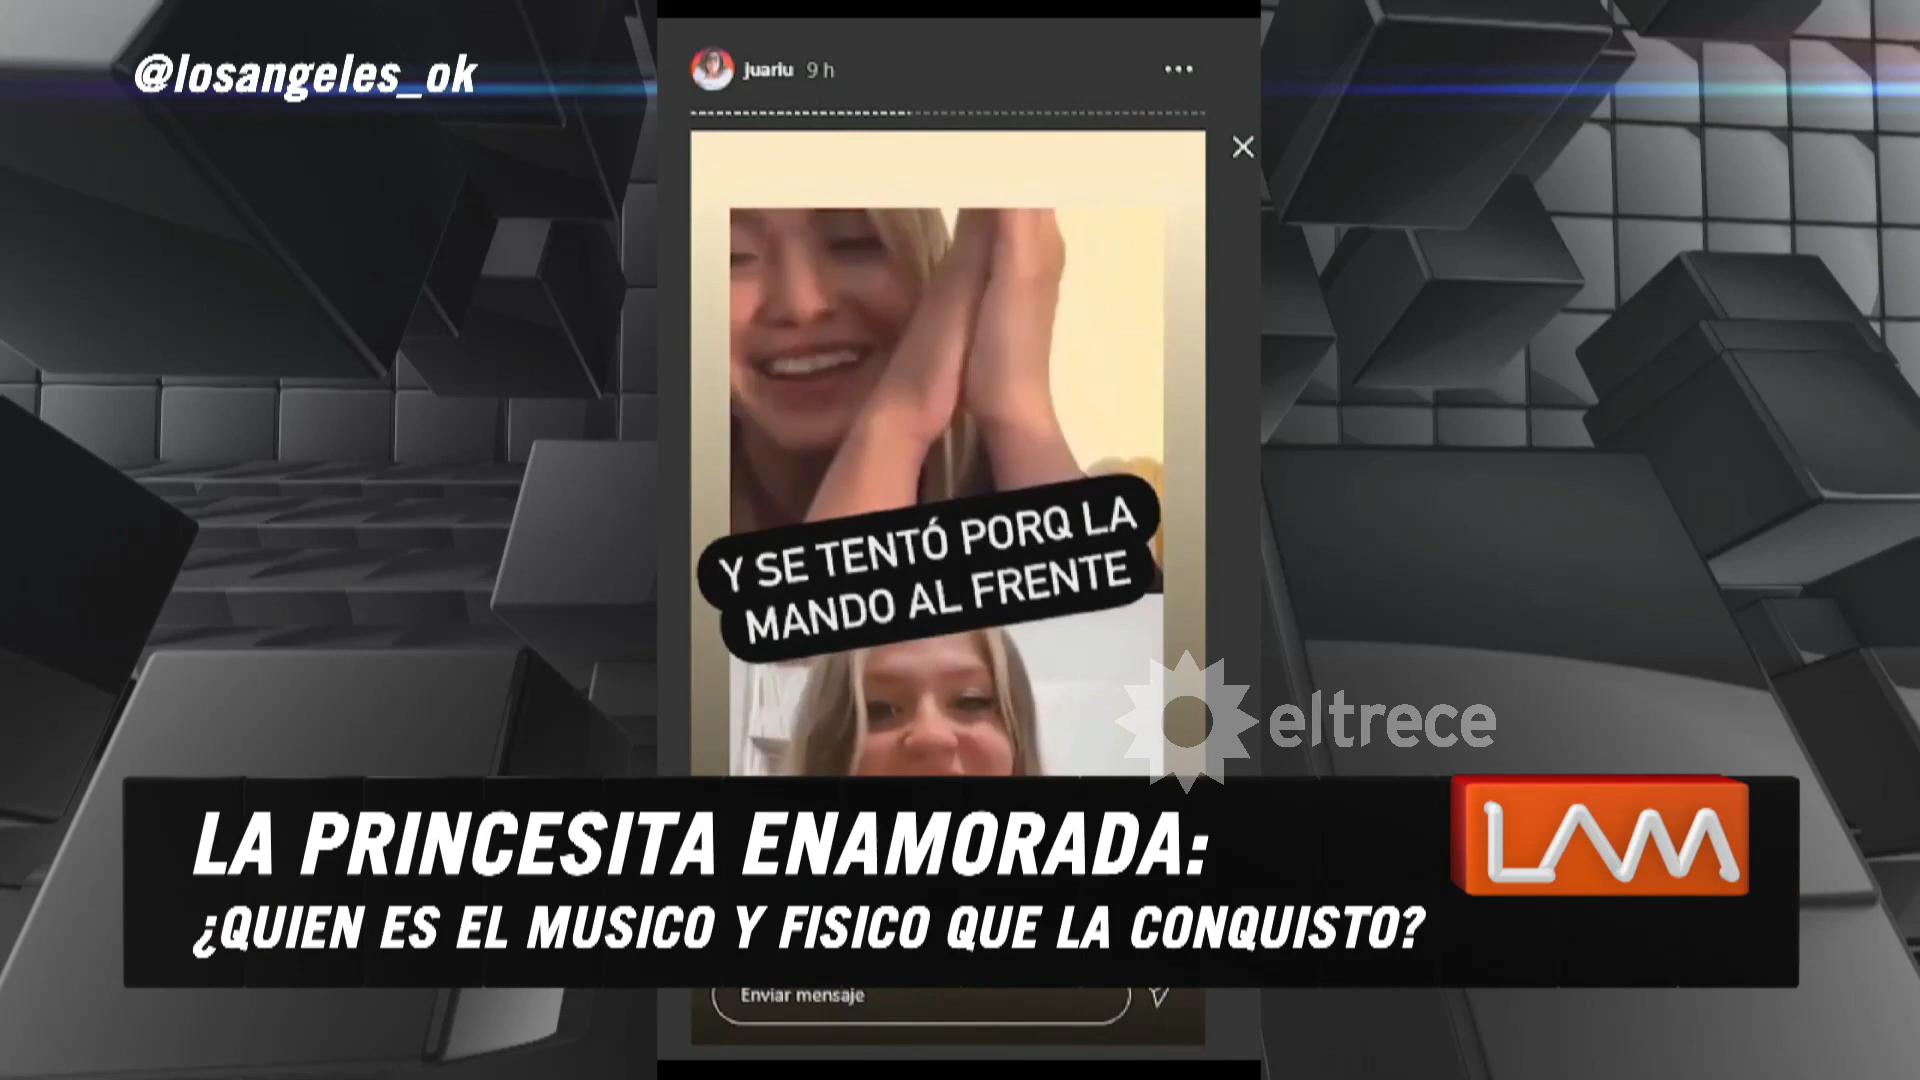 @losangeles_ok
juariu 9 h
Y SE TENTÓ PORQ LA
MANDO AL FRENTE
eltrece
LA PRINCESITA ENAMORADA:
LAM
¿QUIEN ES EL MUSICO Y FISICO QUE LA CONQUISTO?
Enviar mensaje